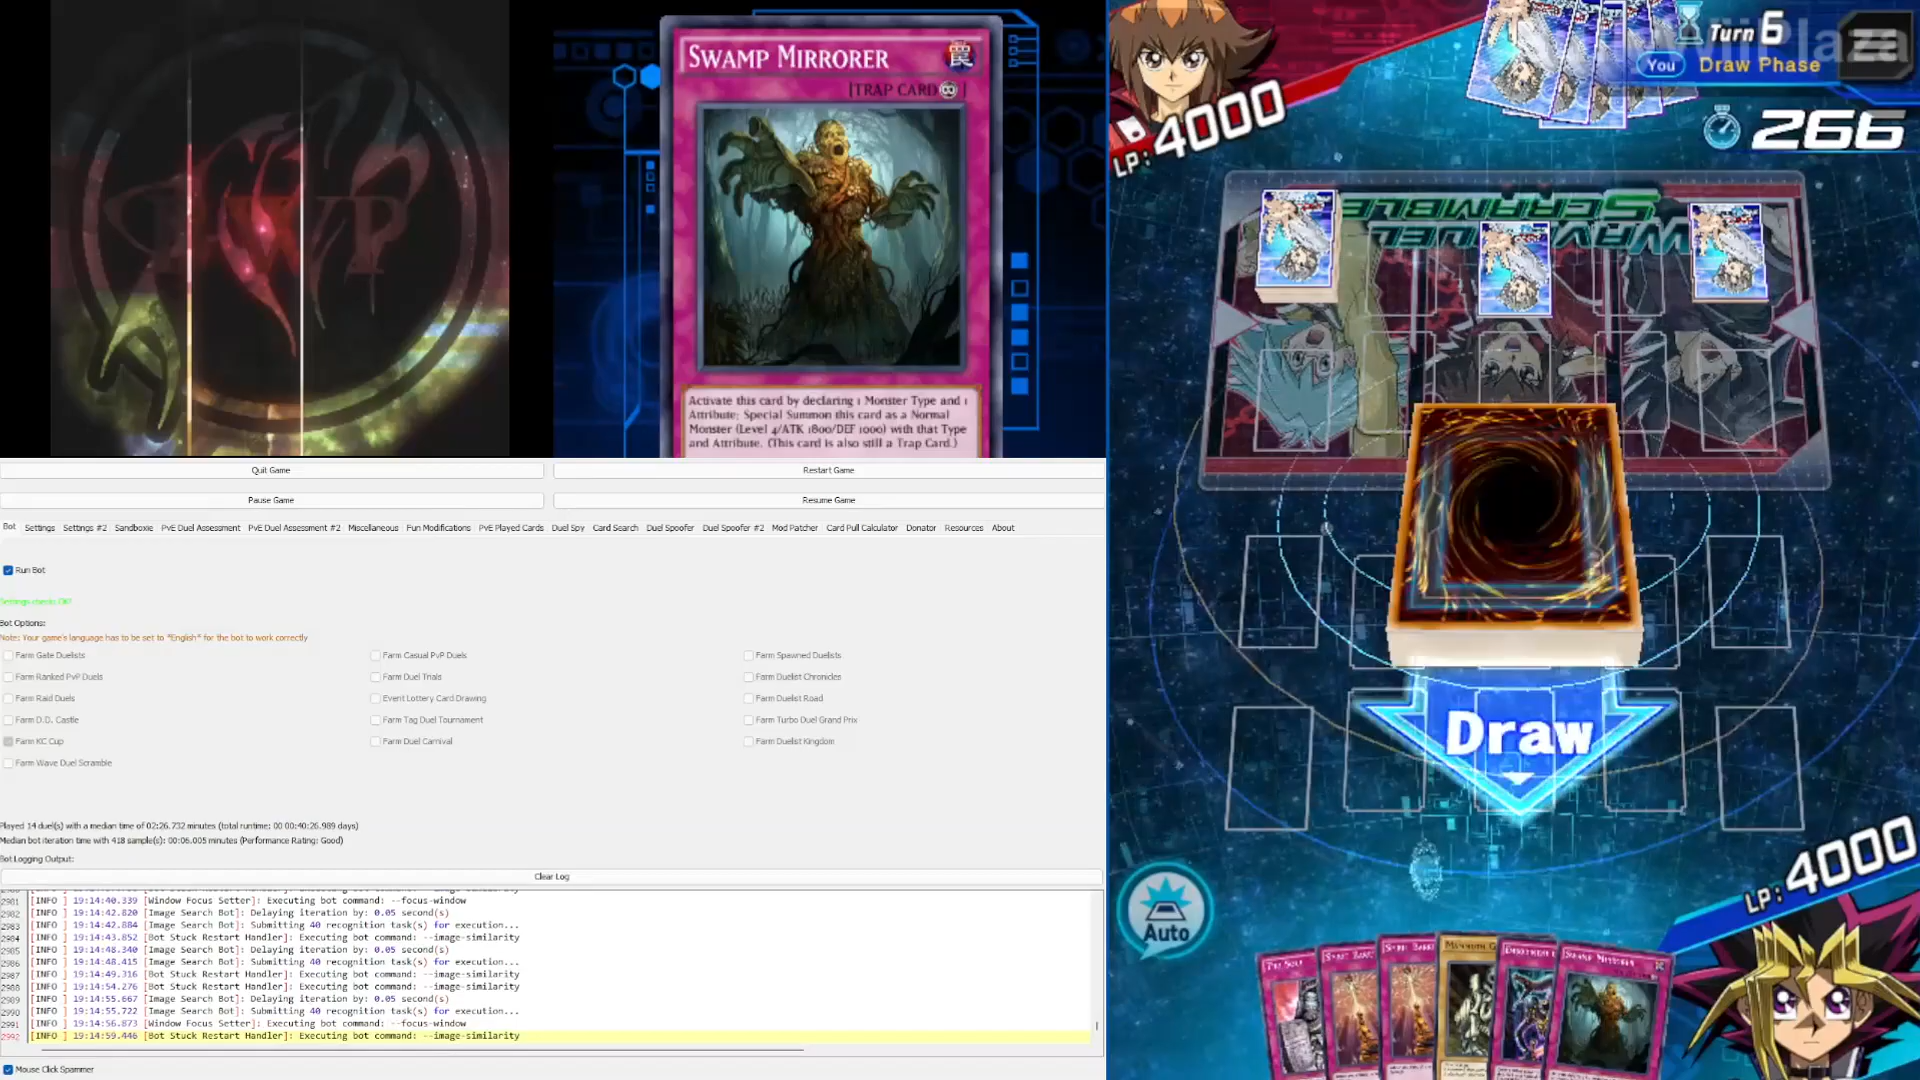 SWAMP MIRRORER
[TRAP CARD ]
Activate this card by declaring 1 Monster Type and 1
Attribute; Special Summon this card as a Normal
Monster (Level 4/ATK 1800/DEF 1000) with that Type
and Attribute. (This card is also still a Trap Card.)
Turn 6
You Draw Phase
LP: 4000
266
WAVE DUEL
SCRAMBLE
Quit Game
Restart Game
Pause Game
Resume Game
Bot Settings Settings #2 Sandboxie PvE Duel Assessment PvE Duel Assessment #2 Miscellaneous Fun Modifications PvE Played Cards Duel Spy Card Search Duel Spoofer Duel Spoofer #2 Mod Patcher Card Pull Calculator Donator Resources About
Run Bot
Settings checks OK!
Bot Options:
Note: Your game's language has to be set to "English" for the bot to work correctly
Farm Gate Duelists Farm Casual PvP Duels Farm Spawned Duelists
Farm Ranked PvP Duels Farm Duel Trials Farm Duelist Chronicles
Farm Raid Duels Event Lottery Card Drawing Farm Duelist Road
Farm D.D. Castle Farm Tag Duel Tournament Farm Turbo Duel Grand Prix
Farm KC Cup Farm Duel Carnival Farm Duelist Kingdom
Farm Wave Duel Scramble
Played 14 duel(s) with a median time of 02:26.732 minutes (total runtime: 00 00:40:26.989 days)
Median bot iteration time with 418 sample(s): 00:06.005 minutes (Performance Rating: Good)
Bot Logging Output:
Clear Log
2981 [INFO ] 19:14:40.339 [Window Focus Setter]: Executing bot command: --focus-window
2982 [INFO ] 19:14:42.820 [Image Search Bot]: Delaying iteration by: 0.05 second(s)
2983 [INFO ] 19:14:42.884 [Image Search Bot]: Submitting 40 recognition task(s) for execution...
2984 [INFO ] 19:14:43.852 [Bot Stuck Restart Handler]: Executing bot command: --image-similarity
2985 [INFO ] 19:14:48.340 [Image Search Bot]: Delaying iteration by: 0.05 second(s)
2986 [INFO ] 19:14:48.415 [Image Search Bot]: Submitting 40 recognition task(s) for execution...
2987 [INFO ] 19:14:49.316 [Bot Stuck Restart Handler]: Executing bot command: --image-similarity
2988 [INFO ] 19:14:54.276 [Bot Stuck Restart Handler]: Executing bot command: --image-similarity
2989 [INFO ] 19:14:55.667 [Image Search Bot]: Delaying iteration by: 0.05 second(s)
2990 [INFO ] 19:14:55.722 [Image Search Bot]: Submitting 40 recognition task(s) for execution...
2991 [INFO ] 19:14:56.873 [Window Focus Setter]: Executing bot command: --focus-window
2992 [INFO ] 19:14:59.446 [Bot Stuck Restart Handler]: Executing bot command: --image-similarity
Mouse Click Spammer
Draw
LP: 4000
Auto
SWAMP MIRRORER